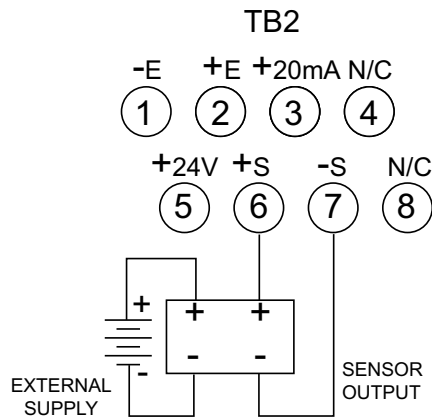 TB2
-E +E +20mA N/C
1 2 3 4
+24V +S -S N/C
5 6 7 8
+
+ +
- -
-
EXTERNAL
SUPPLY
SENSOR
OUTPUT